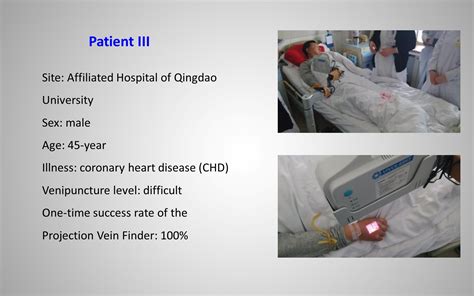 Patient III
Site: Affiliated Hospital of Qingdao
University
Sex: male
Age: 45-year
Illness: coronary heart disease (CHD)
Venipuncture level: difficult
One-time success rate of the
Projection Vein Finder: 100%